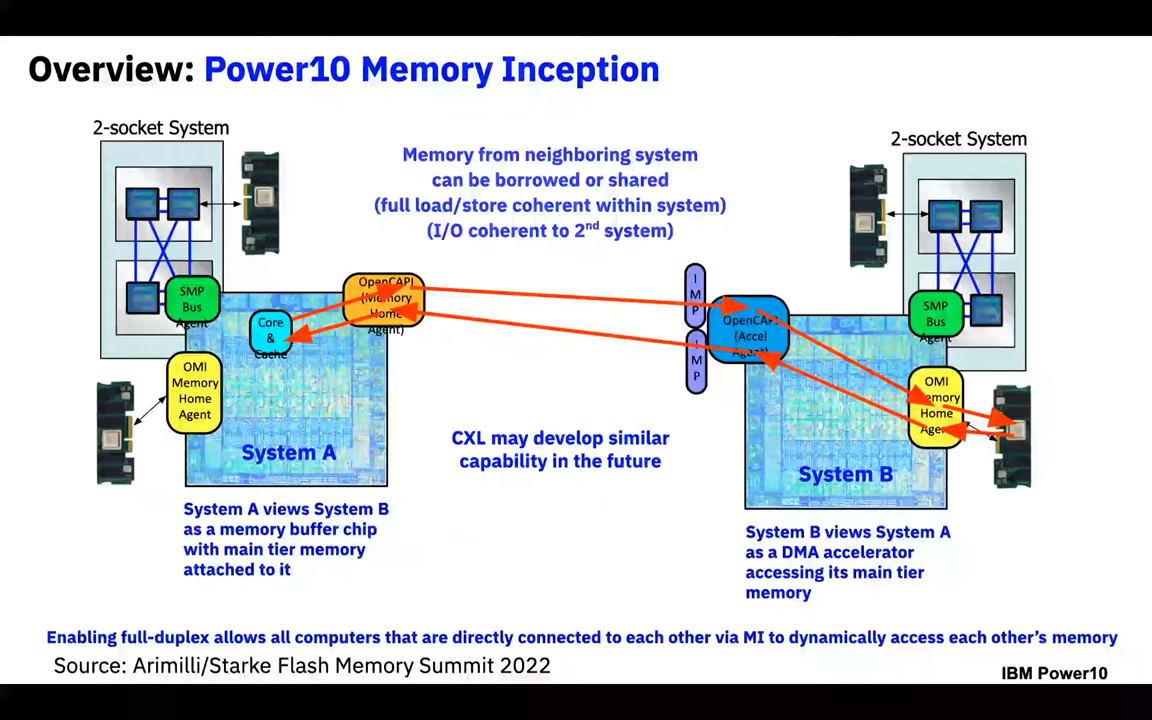 Overview: Power10 Memory Inception
2-socket System
2-socket System
Memory from neighboring system
can be borrowed or shared
(full load/store coherent within system)
(I/O coherent to 2nd system)
SMP
Bus
Agent
Core
&
Cache
OpenCAPI
(Memory
Home
Agent)
OMI
Memory
Home
Agent
System A
I
M
P
I
M
P
OpenCAPI
(Accel
Agent)
SMP
Bus
Agent
OMI
Memory
Home
Agent
System B
CXL may develop similar
capability in the future
System A views System B
as a memory buffer chip
with main tier memory
attached to it
System B views System A
as a DMA accelerator
accessing its main tier
memory
Enabling full-duplex allows all computers that are directly connected to each other via MI to dynamically access each other's memory
Source: Arimilli/Starke Flash Memory Summit 2022
IBM Power10